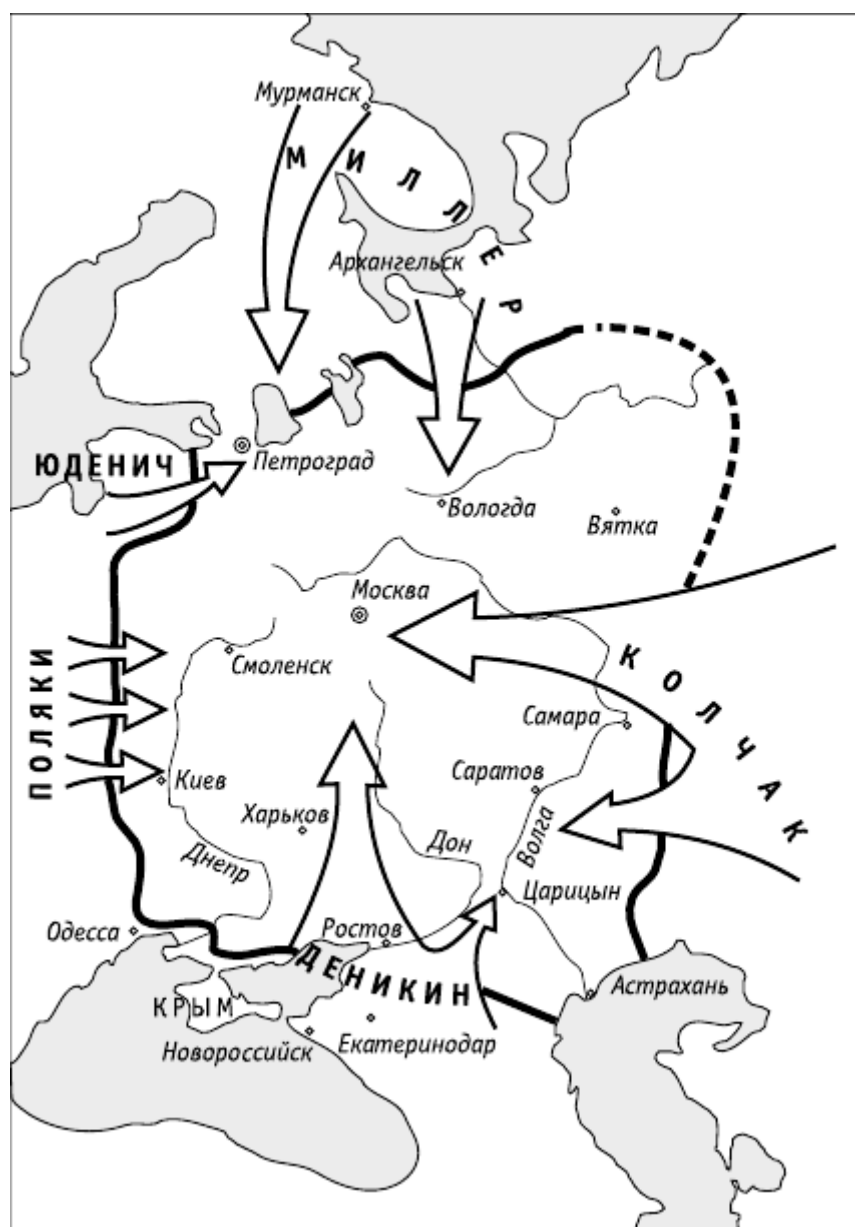 Мурманск
МИЛЛЕР
Архангельск
ЮДЕНИЧ
Петроград
Вологда
Вятка
Москва
Смоленск
ПОЛЯКИ
КОЛЧАК
Самара
Киев
Саратов
Харьков
Волга
Днепр
Дон
Царицын
Одесса
Ростов
ДЕНИКИН
Астрахань
КРЫМ
Новороссийск
Екатеринодар